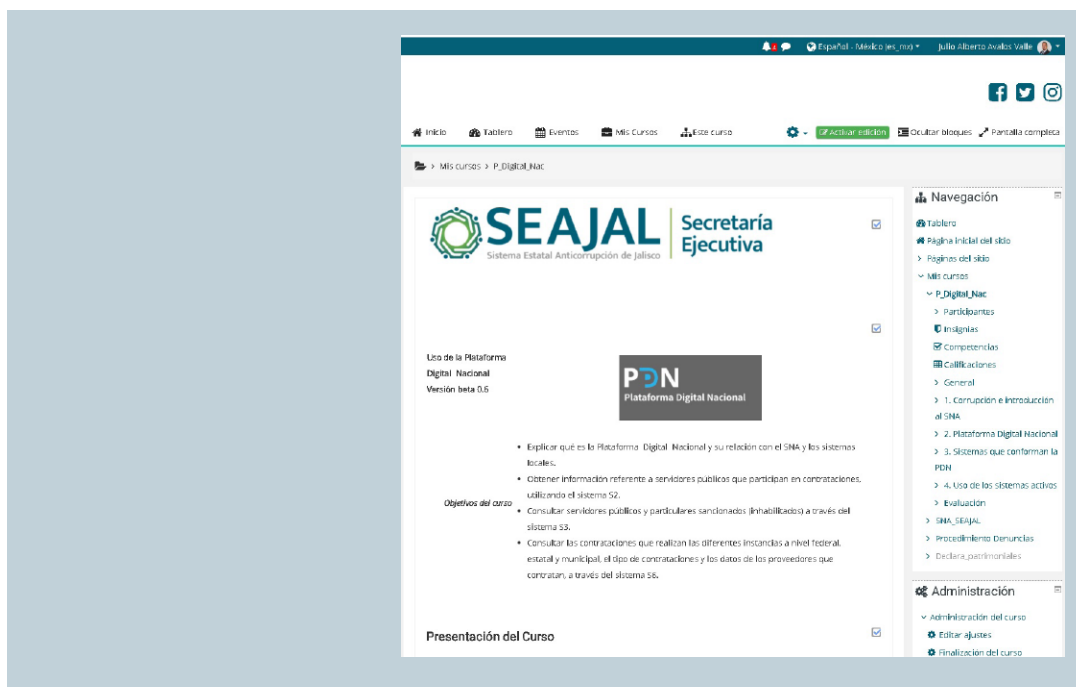 2
Español - México (es_mx)
Julio Alberto Avalos Valle
Inicio
Tablero
Eventos
Mis Cursos
Este curso
Activar edición
Ocultar bloques
Pantalla completa
> Mis cursos > P_Digital_Nac
SEAJAL
Sistema Estatal Anticorrupción de Jalisco
Secretaría
Ejecutiva
Uso de la Plataforma
Digital Nacional
Versión beta 0.6
PDN
Plataforma Digital Nacional
Objetivos del curso
• Explicar qué es la Plataforma Digital Nacional y su relación con el SNA y los sistemas
locales.
• Obtener información referente a servidores públicos que participan en contrataciones,
utilizando el sistema S2.
• Consultar servidores públicos y particulares sancionados (inhabilitados) a través del
sistema S3.
• Consultar las contrataciones que realizan las diferentes instancias a nivel federal,
estatal y municipal, el tipo de contrataciones y los datos de los proveedores que
contratan, a través del sistema S6.
Presentación del Curso
Navegación
Tablero
Página inicial del sitio
> Páginas del sitio
Mis cursos
P_Digital_Nac
> Participantes
Insignias
Competencias
Calificaciones
> General
> 1. Corrupción e introducción
al SNA
> 2. Plataforma Digital Nacional
> 3. Sistemas que conforman la
PDN
> 4. Uso de los sistemas activos
> Evaluación
> SNA_SEAJAL
> Procedimiento Denuncias
> Declara_patrimoniales
Administración
Administración del curso
Editar ajustes
Finalización del curso